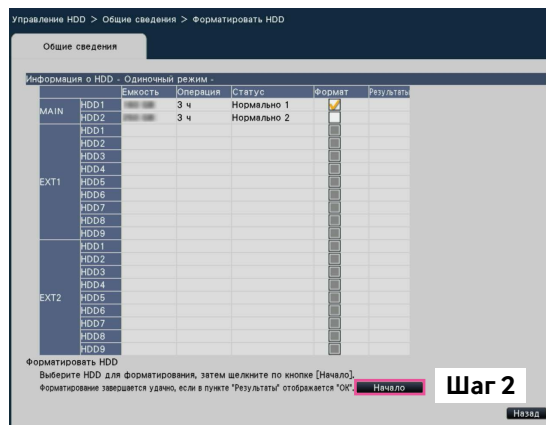 Управление HDD > Общие сведения > Форматировать HDD
Общие сведения
Информация о HDD - Одиночный режим -
Емкость Операция Статус Формат Результаты
MAIN
HDD1 3 ч Нормально 1
HDD2 3 ч Нормально 2
EXT1
HDD1
HDD2
HDD3
HDD4
HDD5
HDD6
HDD7
HDD8
HDD9
EXT2
HDD1
HDD2
HDD3
HDD4
HDD5
HDD6
HDD7
HDD8
HDD9
Форматировать HDD
Выберите HDD для форматирования, затем щелкните по кнопке [Начало].
Форматирование завершается удачно, если в пункте "Результаты" отображается "OK". Начало
Шаг 2
Назад